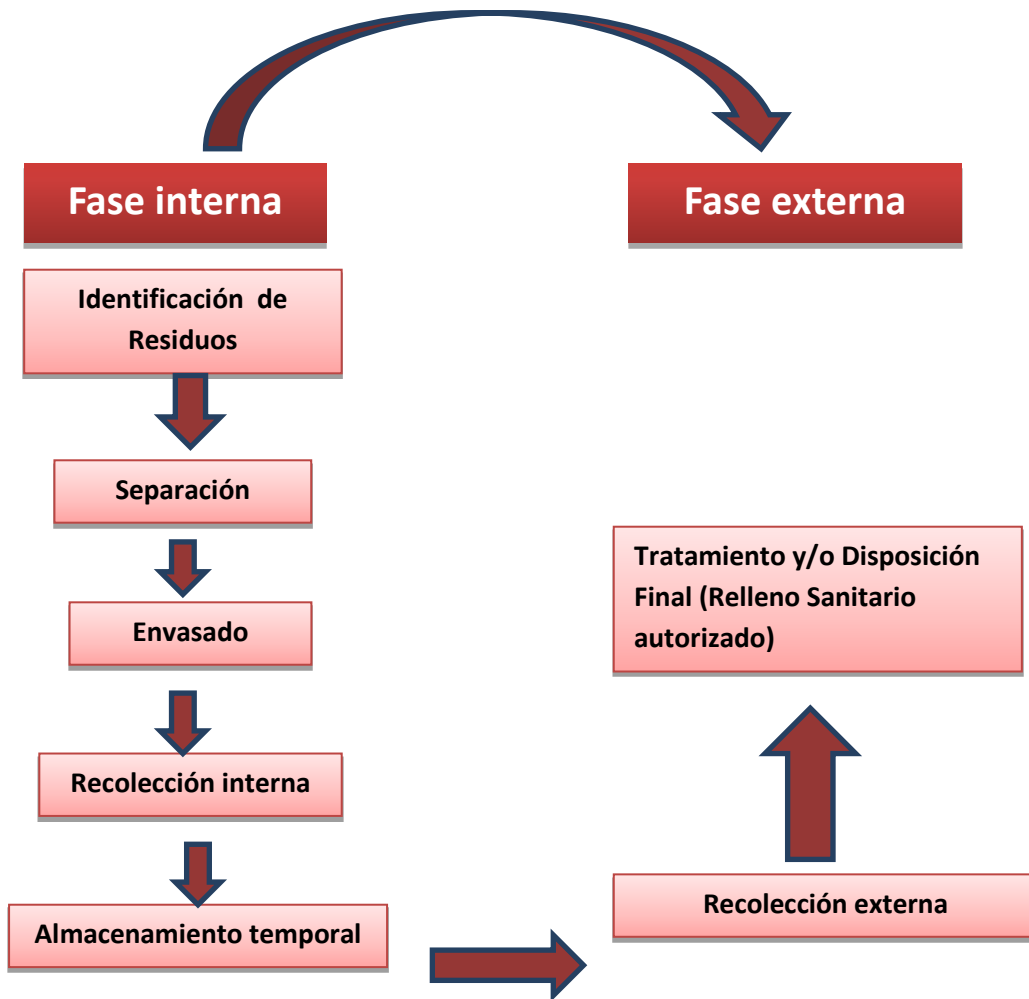 Fase interna
Fase externa
Identificación de
Residuos
Separación
Envasado
Recolección interna
Almacenamiento temporal
Recolección externa
Tratamiento y/o Disposición
Final (Relleno Sanitario
autorizado)